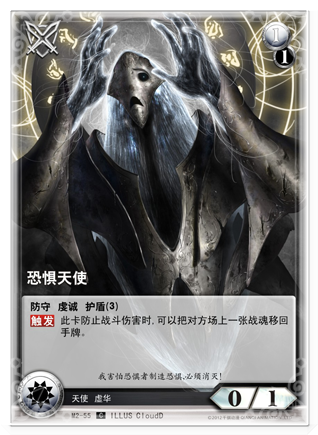 I
1
恐惧天使
防守 虔诚 护盾(3)
触发 此卡防止战斗伤害时，可以把对方场上一张战魂移回
手牌。
我害怕恐惧者制造恐惧，必须消灭！
天使 虚华
0/1
M2-55 C ILLUS CloudD